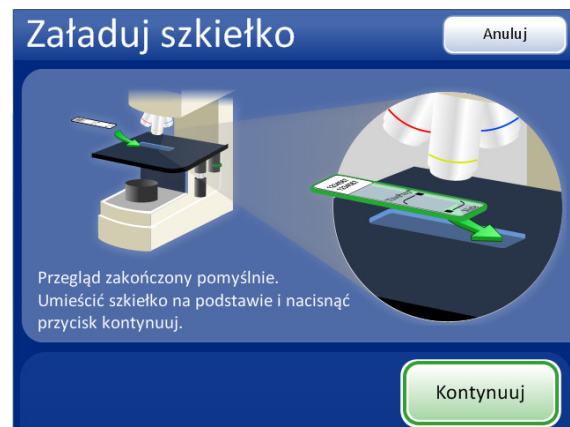 Załaduj szkiełko
Anuluj
Przegląd zakończony pomyślnie.
Umieścić szkiełko na podstawie i nacisnąć
przycisk kontynuuj.
Kontynuuj